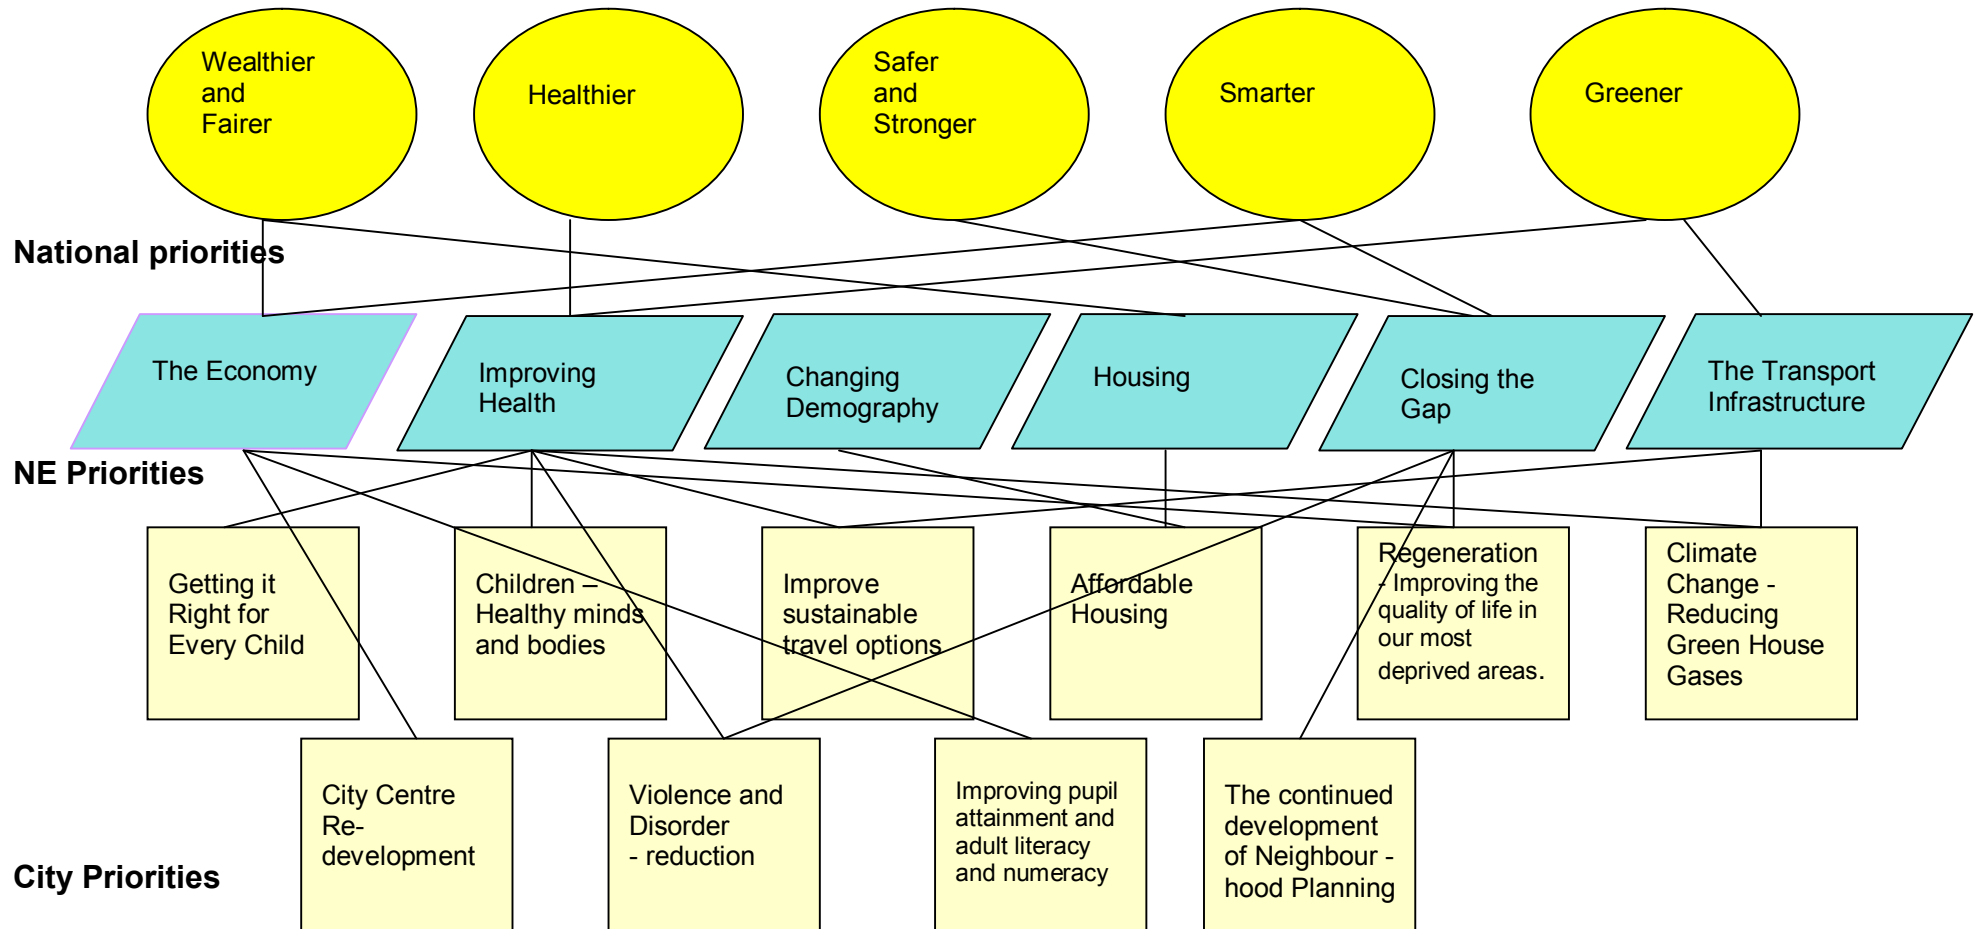 Wealthier
and
Fairer
Healthier
Safer
and
Stronger
Smarter
Greener
National priorities
The Economy
Improving
Health
Changing
Demography
Housing
Closing the
Gap
The Transport
Infrastructure
NE Priorities
Getting it
Right for
Every Child
Children –
Healthy minds
and bodies
Improve
sustainable
travel options
Affordable
Housing
Regeneration
- Improving the
quality of life in
our most
deprived areas.
Climate
Change -
Reducing
Green House
Gases
City Centre
Re-
development
Violence and
Disorder
- reduction
Improving pupil
attainment and
adult literacy
and numeracy
The continued
development
of Neighbour -
hood Planning
City Priorities